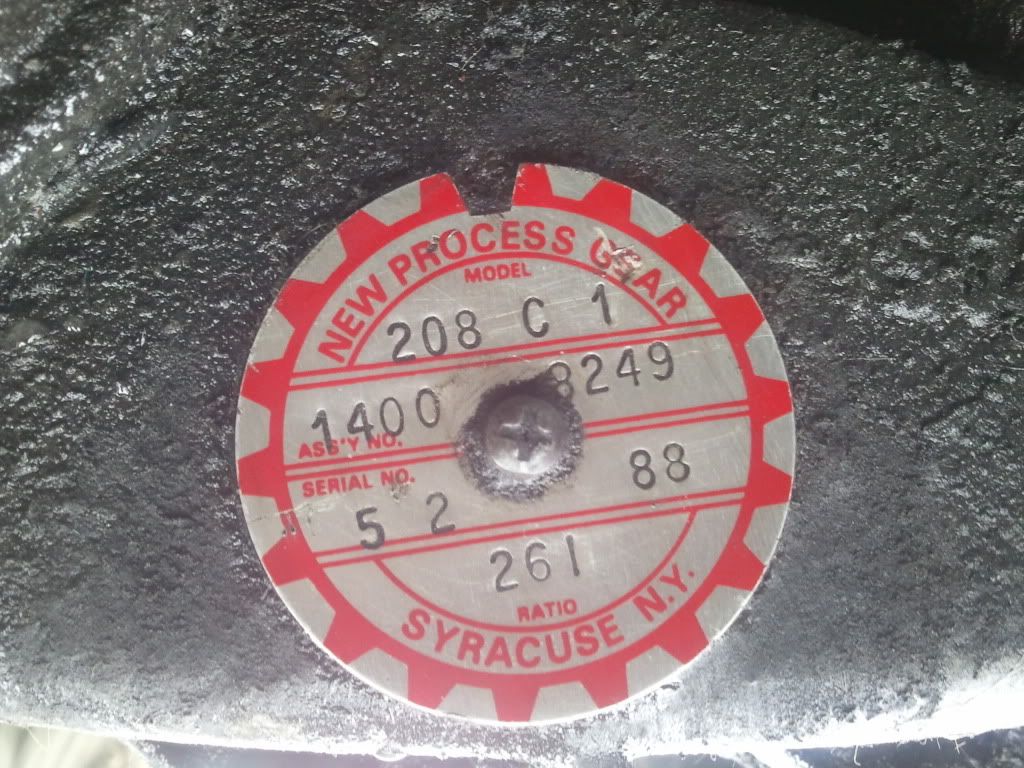 NEW PROCESS GEAR
MODEL
208 C 1
1400 8249
ASS'Y NO.
SERIAL NO.
5 2 88
261
RATIO
SYRACUSE N.Y.